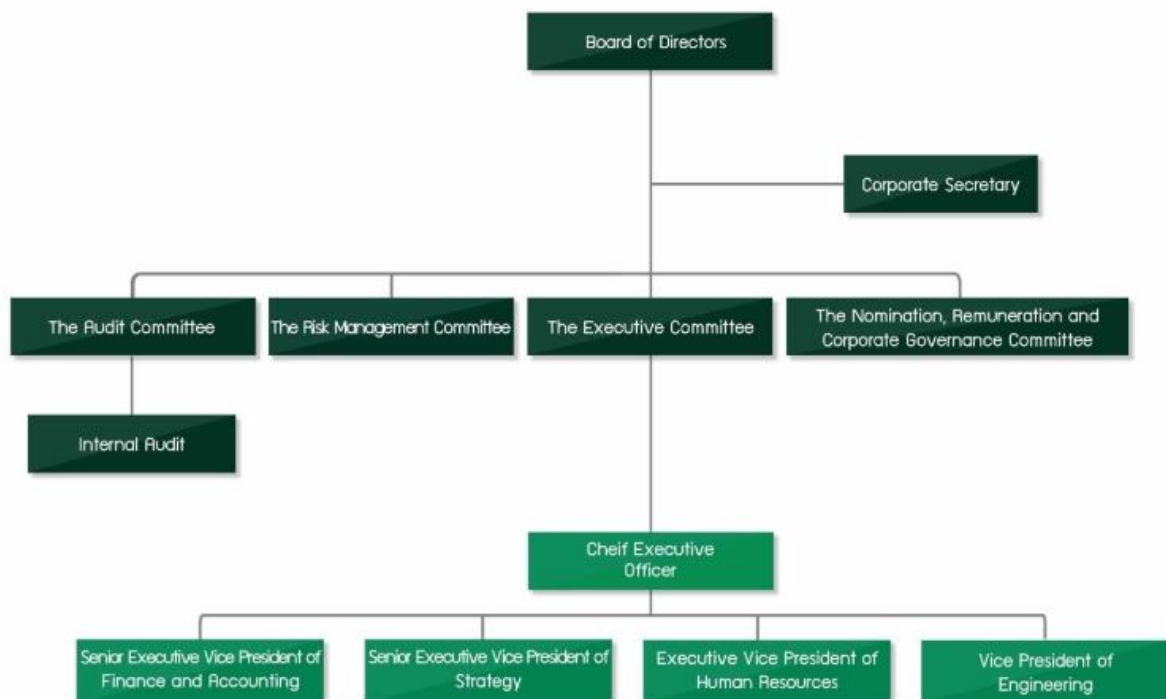 Board of Directors
Corporate Secretary
The Audit Committee
The Risk Management Committee
The Executive Committee
The Nomination, Remuneration and
Corporate Governance Committee
Internal Audit
Cheif Executive
Officer
Senior Executive Vice President of
Finance and Accounting
Senior Executive Vice President of
Strategy
Executive Vice President of
Human Resources
Vice President of
Engineering